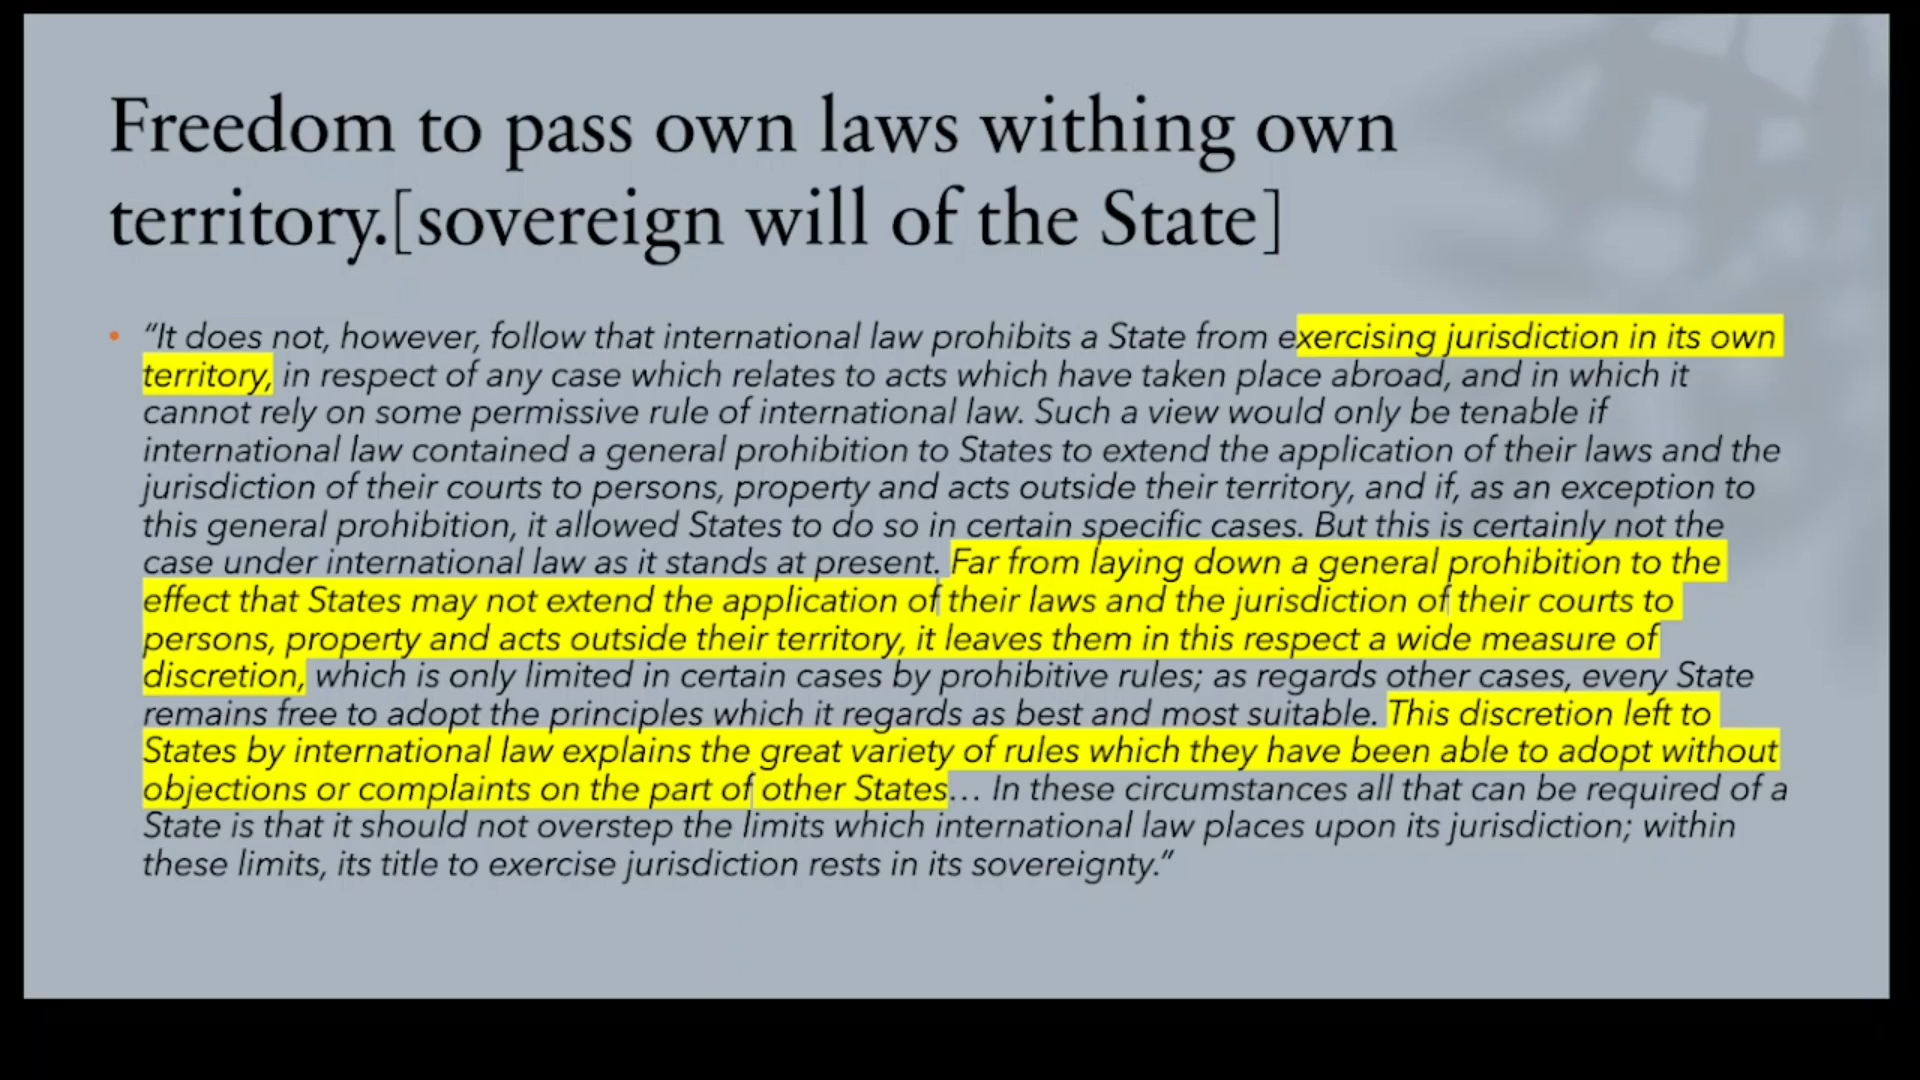 Freedom to pass own laws withing own
territory.[sovereign will of the State]
• “It does not, however, follow that international law prohibits a State from exercising jurisdiction in its own
territory, in respect of any case which relates to acts which have taken place abroad, and in which it
cannot rely on some permissive rule of international law. Such a view would only be tenable if
international law contained a general prohibition to States to extend the application of their laws and the
jurisdiction of their courts to persons, property and acts outside their territory, and if, as an exception to
this general prohibition, it allowed States to do so in certain specific cases. But this is certainly not the
case under international law as it stands at present. Far from laying down a general prohibition to the
effect that States may not extend the application of their laws and the jurisdiction of their courts to
persons, property and acts outside their territory, it leaves them in this respect a wide measure of
discretion, which is only limited in certain cases by prohibitive rules; as regards other cases, every State
remains free to adopt the principles which it regards as best and most suitable. This discretion left to
States by international law explains the great variety of rules which they have been able to adopt without
objections or complaints on the part of other States… In these circumstances all that can be required of a
State is that it should not overstep the limits which international law places upon its jurisdiction; within
these limits, its title to exercise jurisdiction rests in its sovereignty.”